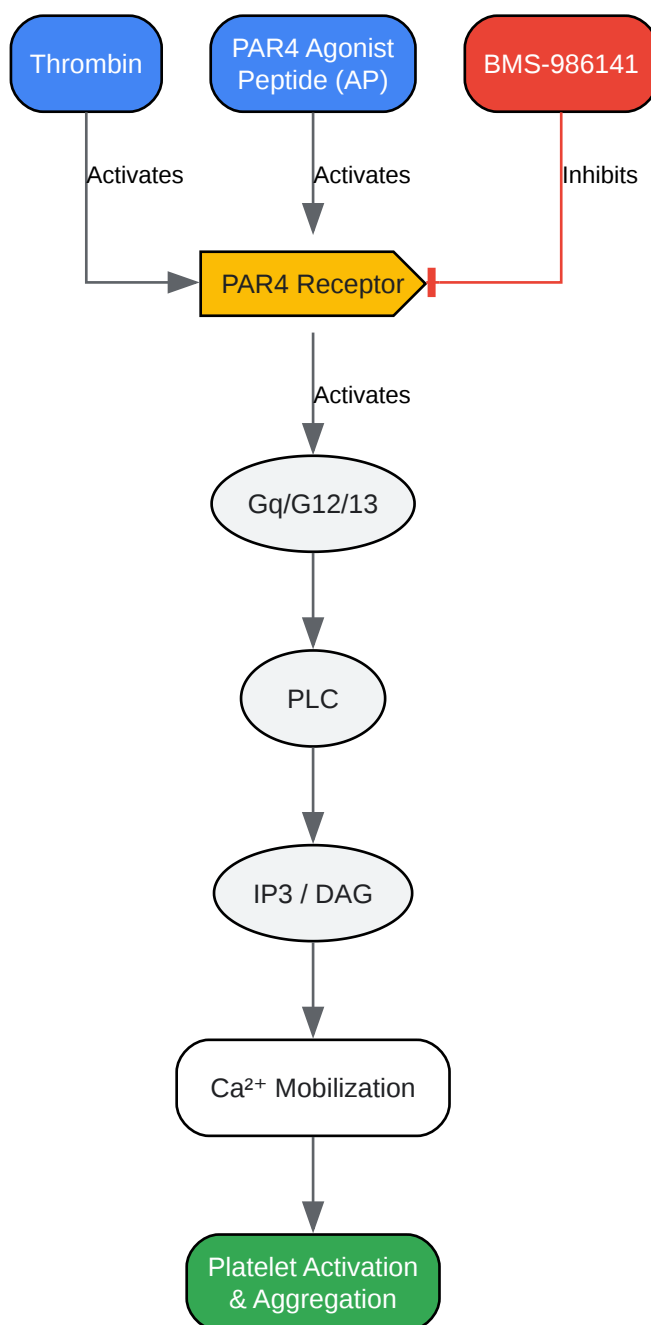 Thrombin
PAR4 Agonist
Peptide (AP)
BMS-986141
Activates
Activates
Inhibits
PAR4 Receptor
Activates
Gq/G12/13
PLC
IP3 / DAG
Ca²⁺ Mobilization
Platelet Activation
& Aggregation